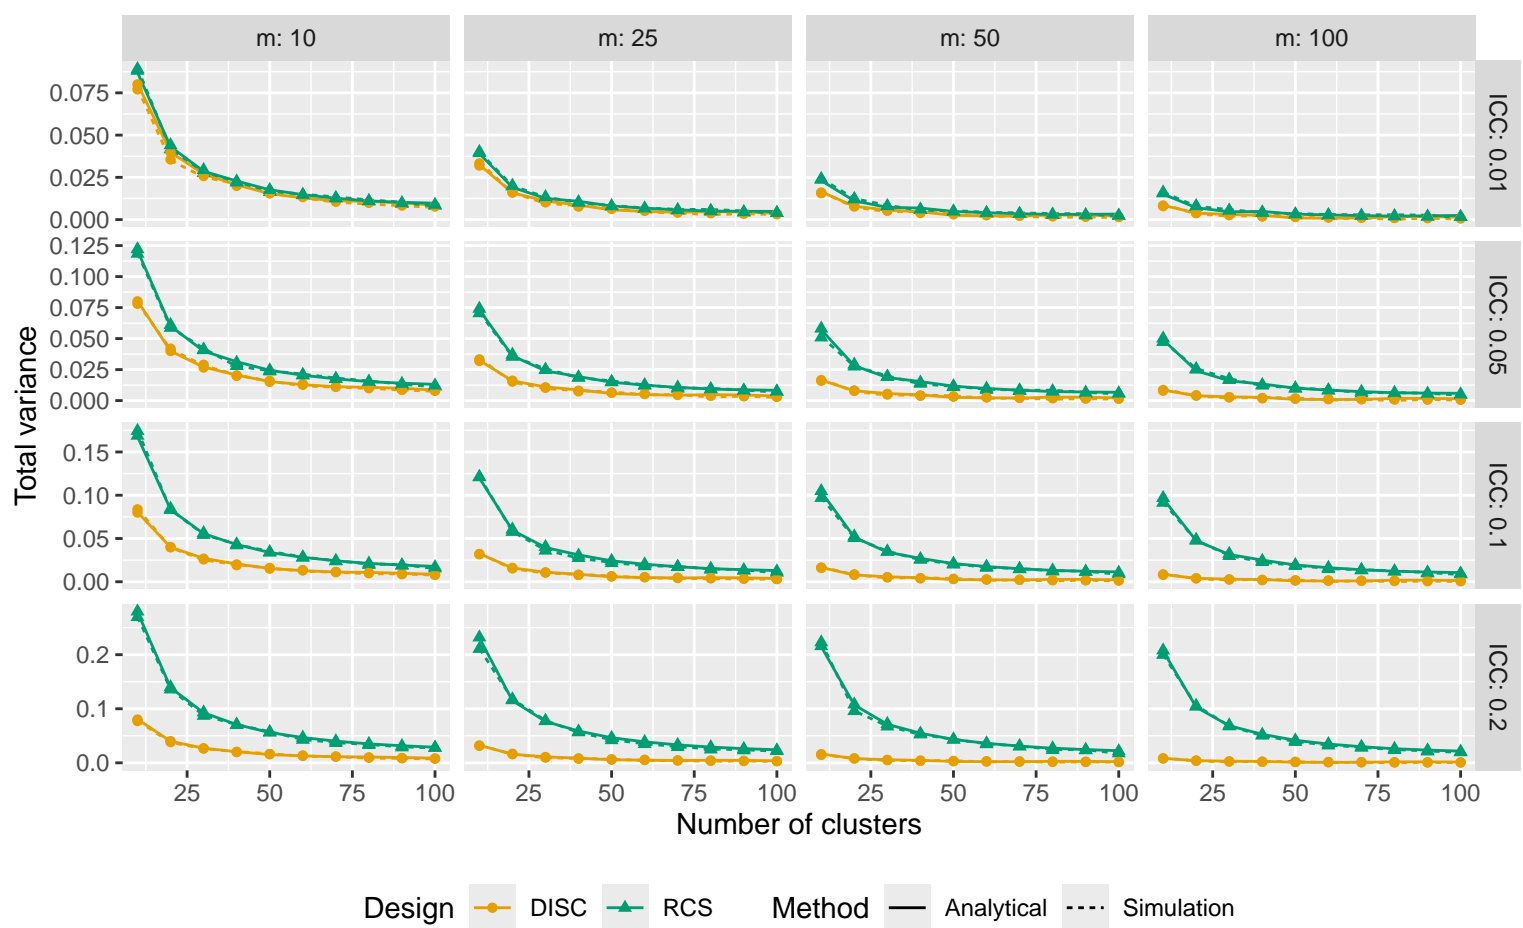 m: 10 m: 25 m: 50 m: 100
0.075
0.050
0.025
0.000
ICC: 0.01
0.125
0.100
0.075
0.050
0.025
0.000
ICC: 0.05
Total variance
0.15
0.10
0.05
0.00
ICC: 0.1
0.2
0.1
0.0
ICC: 0.2
25 50 75 100 25 50 75 100 25 50 75 100 25 50 75 100
Number of clusters
Design DISC RCS Method Analytical Simulation